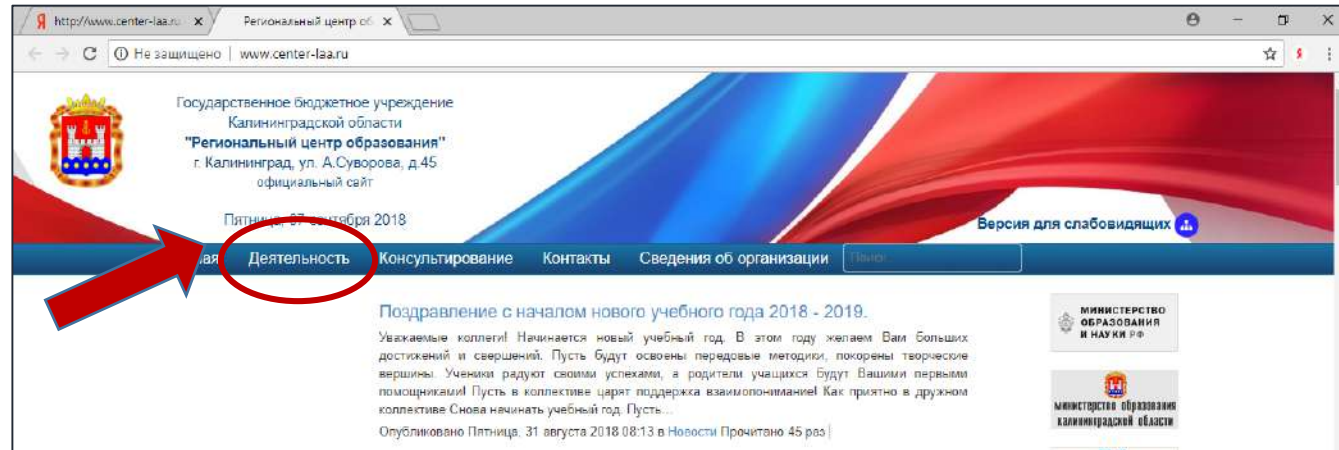 http://www.center-laa.ru
Региональный центр об
Не защищено | www.center-laa.ru
Государственное бюджетное учреждение
Калининградской области
"Региональный центр образования"
г. Калининград, ул. А.Суворова, д.45
официальный сайт
Пятница, 07 сентября 2018
Версия для слабовидящих
Деятельность Консультирование Контакты Сведения об организации Поиск...
Поздравление с началом нового учебного года 2018 - 2019.
Уважаемые коллеги! Начинается новый учебный год. В этом году желаем Вам больших
достижений и свершений. Пусть будут освоены передовые методики, покорены творческие
вершины. Ученики радуют своими успехами, а родители учащихся будут Вашими первыми
помощниками! Пусть в коллективе царят поддержка взаимопонимание! Как приятно в дружном
коллективе Снова начинать учебный год. Пусть...
Опубликовано Пятница, 31 августа 2018 08:13 в Новости Прочитано 45 раз
МИНИСТЕРСТВО
ОБРАЗОВАНИЯ
И НАУКИ РФ
министерство образования
калининградской области